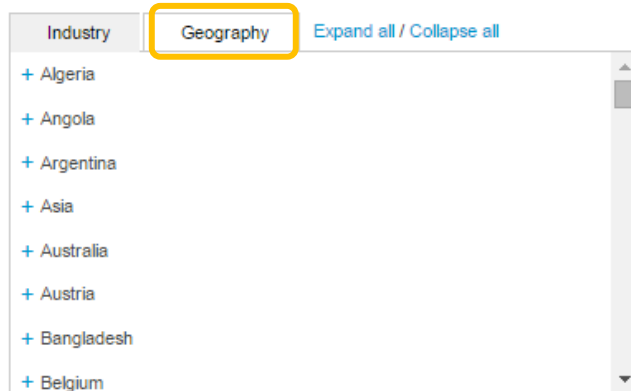 Industry Geography Expand all / Collapse all
+ Algeria
+ Angola
+ Argentina
+ Asia
+ Australia
+ Austria
+ Bangladesh
+ Belgium